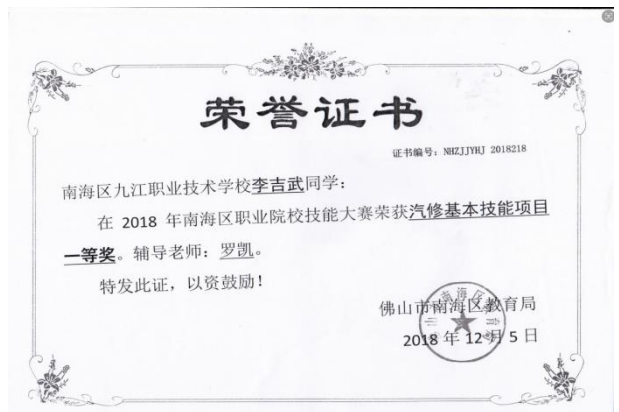 荣誉证书
证书编号：NHZJJYHJ 2018218
南海区九江职业技术学校李吉武同学：
在 2018 年南海区职业院校技能大赛荣获汽修基本技能项目
一等奖。辅导老师：罗凯。
特发此证，以资鼓励！
佛山市南海区教育局
2018 年 12 月 5 日